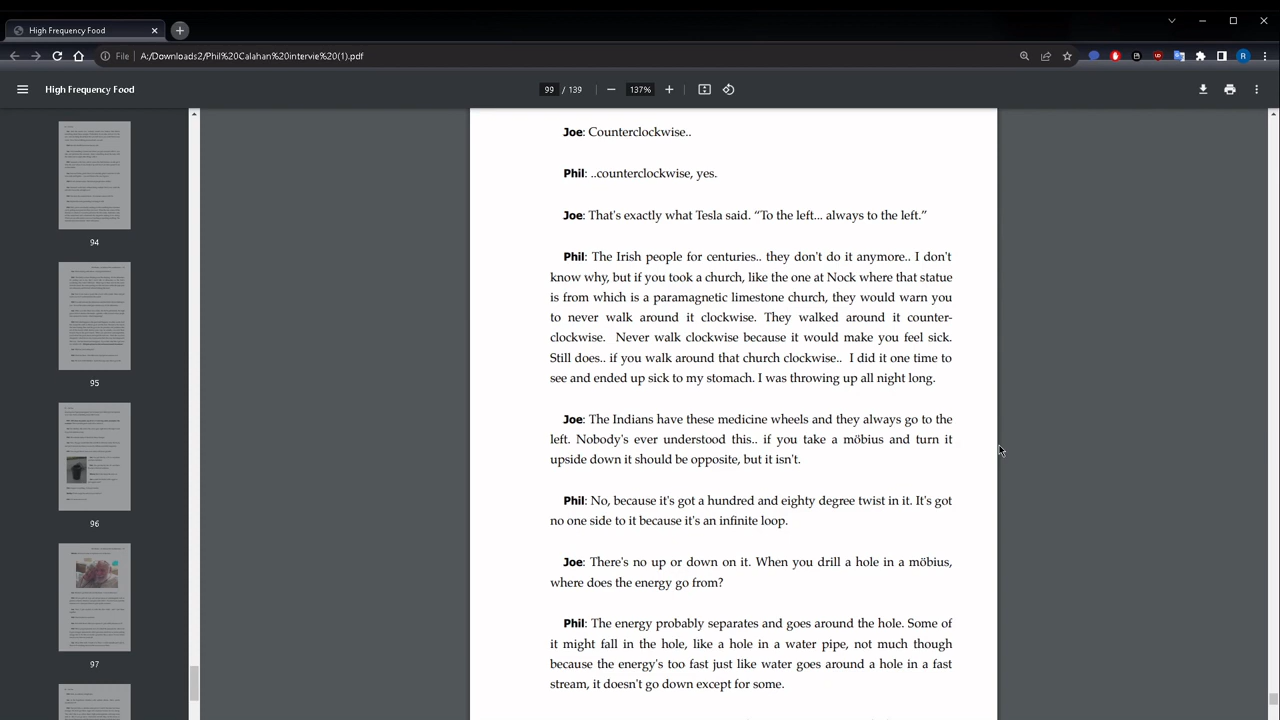 High Frequency Food
File
A:/Downloads2/Phil%20Calahan%20intervie%20(1).pdf
R
High Frequency Food
99 / 139
137%
94
95
96
97
Joe: Counterclockwise..
Phil: ..counterclockwise, yes.
Joe: That's exactly what Tesla said. “To the left... always to the left.”
Phil: The Irish people for centuries.. they don't do it anymore.. I don't
know why, but if you took a church, like the one at Nock where that statue
is from which is a paramagnetic limestone church, they would warn you
to never walk around it clockwise. They walked around it counter-
clockwise. Never walk clockwise because it would make you feel sick.
Still does.. if you walk around that church clockwise.. I did it one time to
see and ended up sick to my stomach. I was throwing up all night long.
Joe: The Indians have these medicine wheels and they always go to the
left. Nobody's ever understood this.. if you take a möbius and turn it
upside down it should be opposite, but it isn't.
Phil: No, because it's got a hundred and eighty degree twist in it. It's got
no one side to it because it's an infinite loop.
Joe: There's no up or down on it. When you drill a hole in a möbius,
where does the energy go from?
Phil: The energy probably separates and goes around the hole. Some of
it might fall in the hole, like a hole in a water pipe, not much though
because the energy's too fast just like water goes around a hole in a fast
stream, it doesn't go down except for some.